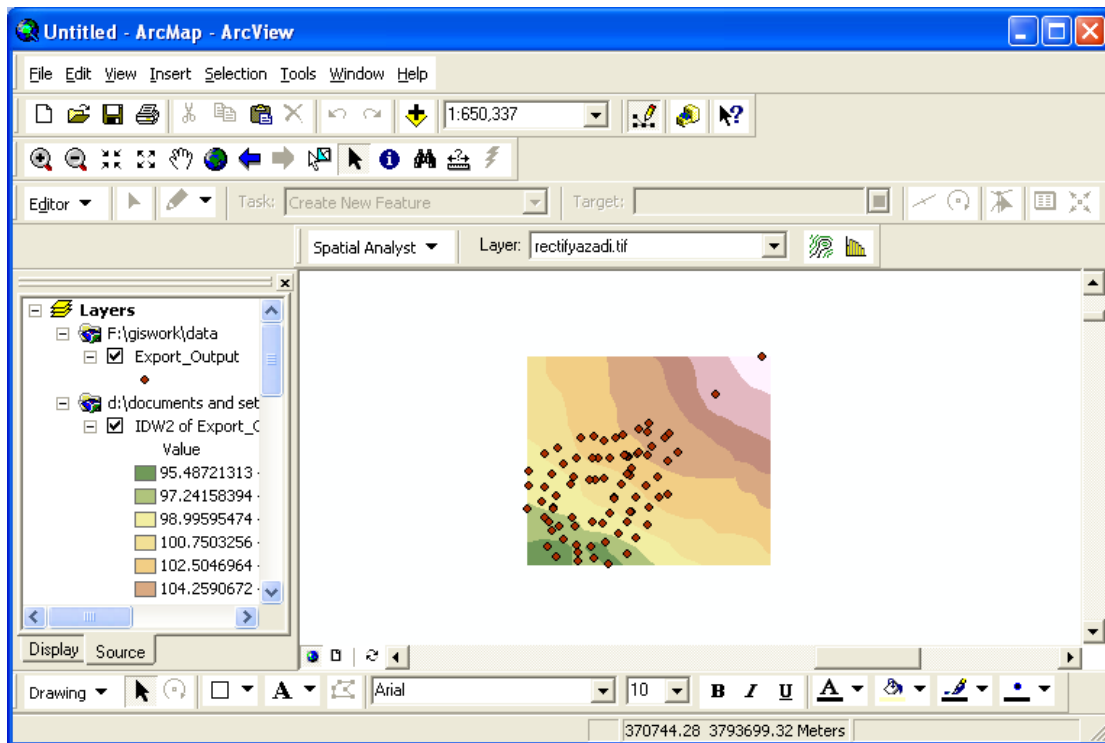 Untitled - ArcMap - ArcView
File Edit View Insert Selection Tools Window Help
1:650,337
Editor Task: Create New Feature Target:
Spatial Analyst Layer: rectifyazadi.tif
Layers
F:\giswork\data
Export_Output
d:\documents and set
IDW2 of Export_O
Value
95.48721313 -
97.24158394 -
98.99595474 -
100.7503256 -
102.5046964 -
104.2590672 -
Display Source
Drawing A Arial 10 B I U A
370744.28 3793699.32 Meters